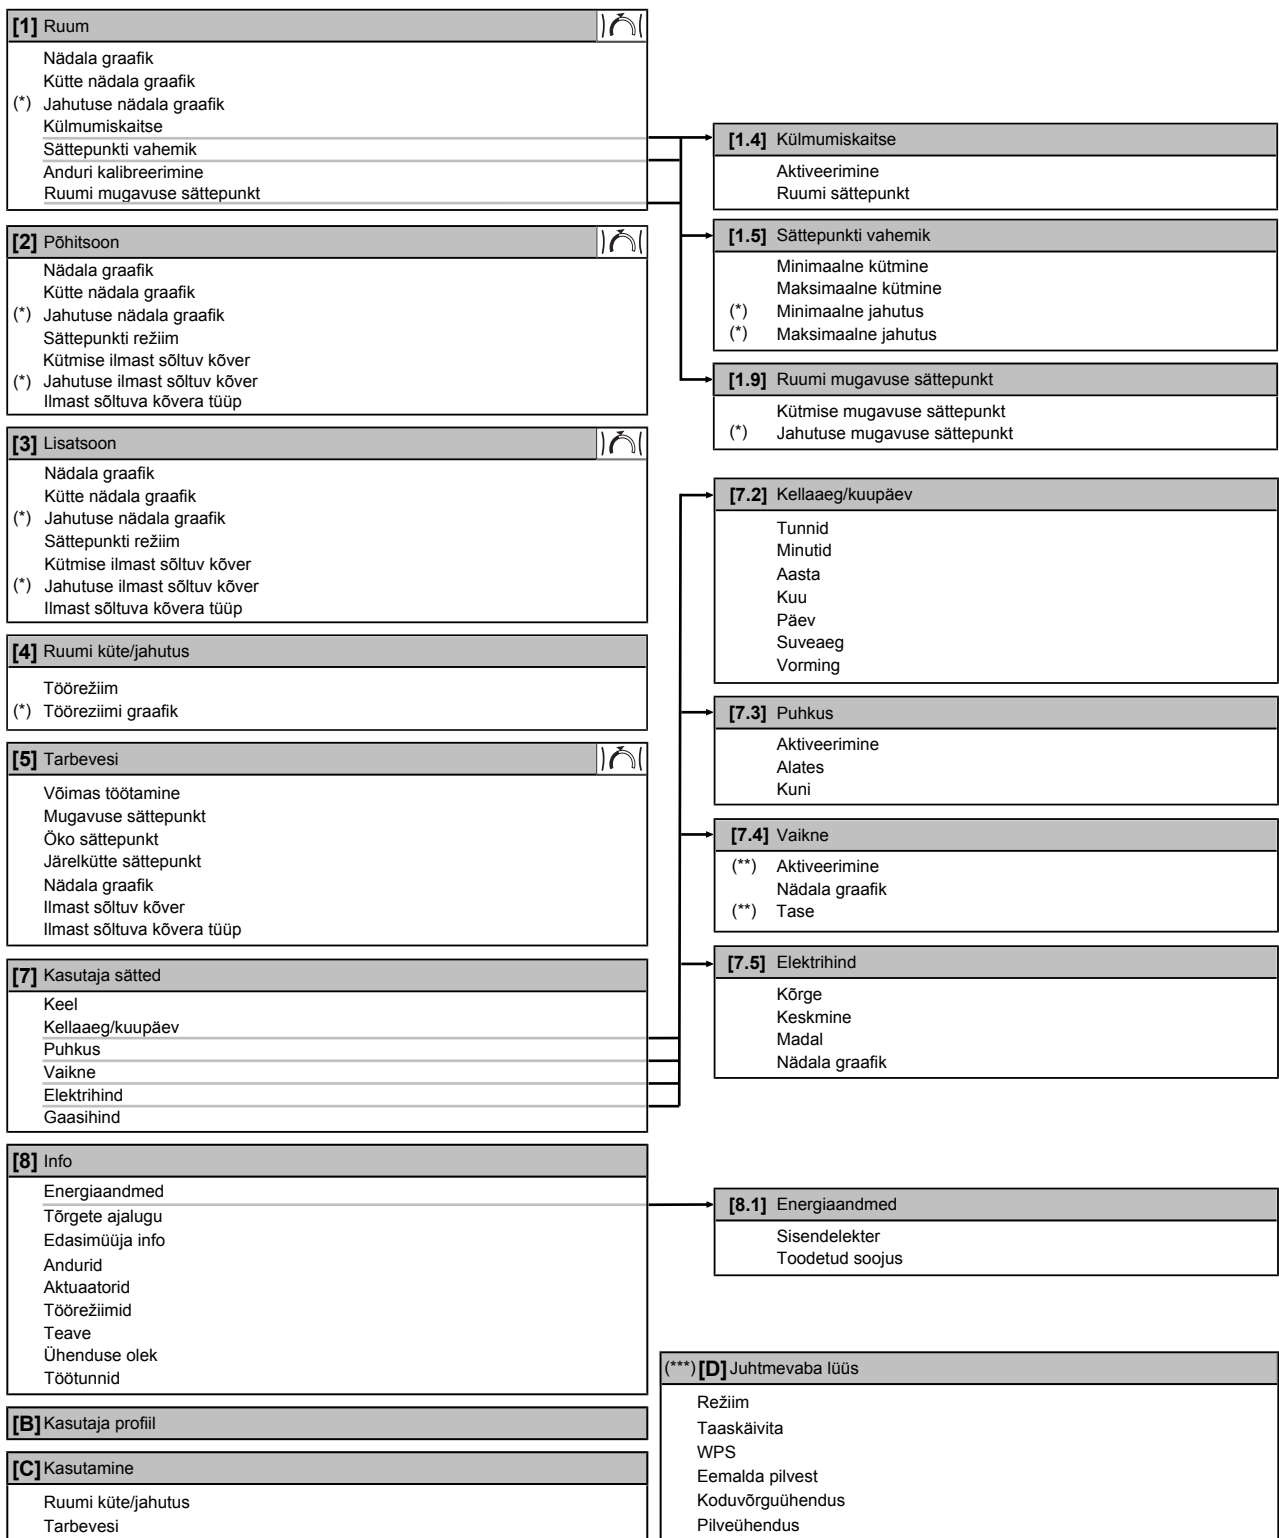 [1] Ruum
Nädala graafik
Kütte nädala graafik
(*) Jahutuse nädala graafik
Külmumiskaitse
Sättepunkti vahemik
Anduri kalibreerimine
Ruumi mugavuse sättepunkt
[2] Põhitsoon
Nädala graafik
Kütte nädala graafik
(*) Jahutuse nädala graafik
Sättepunkti režiim
Kütmise ilmast sõltuv kõver
(*) Jahutuse ilmast sõltuv kõver
Ilmast sõltuva kõvera tüüp
[3] Lisatsoon
Nädala graafik
Kütte nädala graafik
(*) Jahutuse nädala graafik
Sättepunkti režiim
Kütmise ilmast sõltuv kõver
(*) Jahutuse ilmast sõltuv kõver
Ilmast sõltuva kõvera tüüp
[4] Ruumi küte/jahutus
Töörežiim
(*) Tööreziimi graafik
[5] Tarbevesi
Võimas töötamine
Mugavuse sättepunkt
Öko sättepunkt
Järelkütte sättepunkt
Nädala graafik
Ilmast sõltuv kõver
Ilmast sõltuva kõvera tüüp
[7] Kasutaja sätted
Keel
Kellaaeg/kuupäev
Puhkus
Vaikne
Elektrihind
Gaasihind
[8] Info
Energiaandmed
Tõrgete ajalugu
Edasimüüja info
Andurid
Aktuaatorid
Töörežiimid
Teave
Ühenduse olek
Töötunnid
[B] Kasutaja profiil
[C] Kasutamine
Ruumi küte/jahutus
Tarbevesi
[1.4] Külmumiskaitse
Aktiveerimine
Ruumi sättepunkt
[1.5] Sättepunkti vahemik
Minimaalne kütmine
Maksimaalne kütmine
(*) Minimaalne jahutus
(*) Maksimaalne jahutus
[1.9] Ruumi mugavuse sättepunkt
Kütmise mugavuse sättepunkt
(*) Jahutuse mugavuse sättepunkt
[7.2] Kellaaeg/kuupäev
Tunnid
Minutid
Aasta
Kuu
Päev
Suveaeg
Vorming
[7.3] Puhkus
Aktiveerimine
Alates
Kuni
[7.4] Vaikne
(**) Aktiveerimine
Nädala graafik
(**) Tase
[7.5] Elektrihind
Kõrge
Keskmine
Madal
Nädala graafik
[8.1] Energiaandmed
Sisendelekter
Toodetud soojus
(***) [D] Juhtmevaba lüüs
Režiim
Taaskäivita
WPS
Eemalda pilvest
Koduvõrguühendus
Pilveühendus